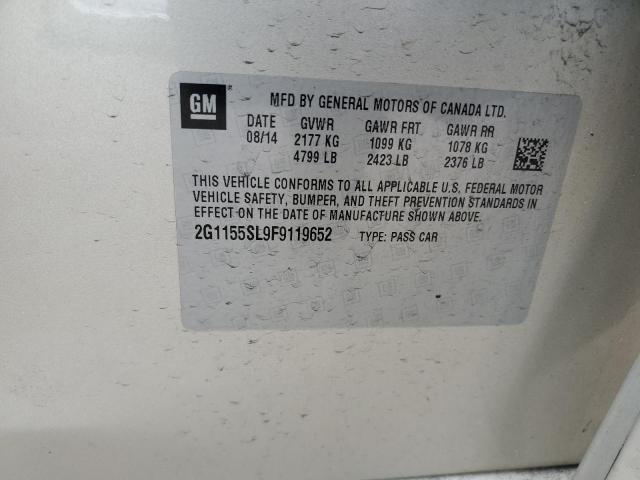 GM
MFD BY GENERAL MOTORS OF CANADA LTD.
DATE GVWR GAWR FRT GAWR RR
08/14 2177 KG 1099 KG 1078 KG
4799 LB 2423 LB 2376 LB
THIS VEHICLE CONFORMS TO ALL APPLICABLE U.S. FEDERAL MOTOR
VEHICLE SAFETY, BUMPER, AND THEFT PREVENTION STANDARDS IN
EFFECT ON THE DATE OF MANUFACTURE SHOWN ABOVE.
2G1155SL9F9119652 TYPE: PASS CAR